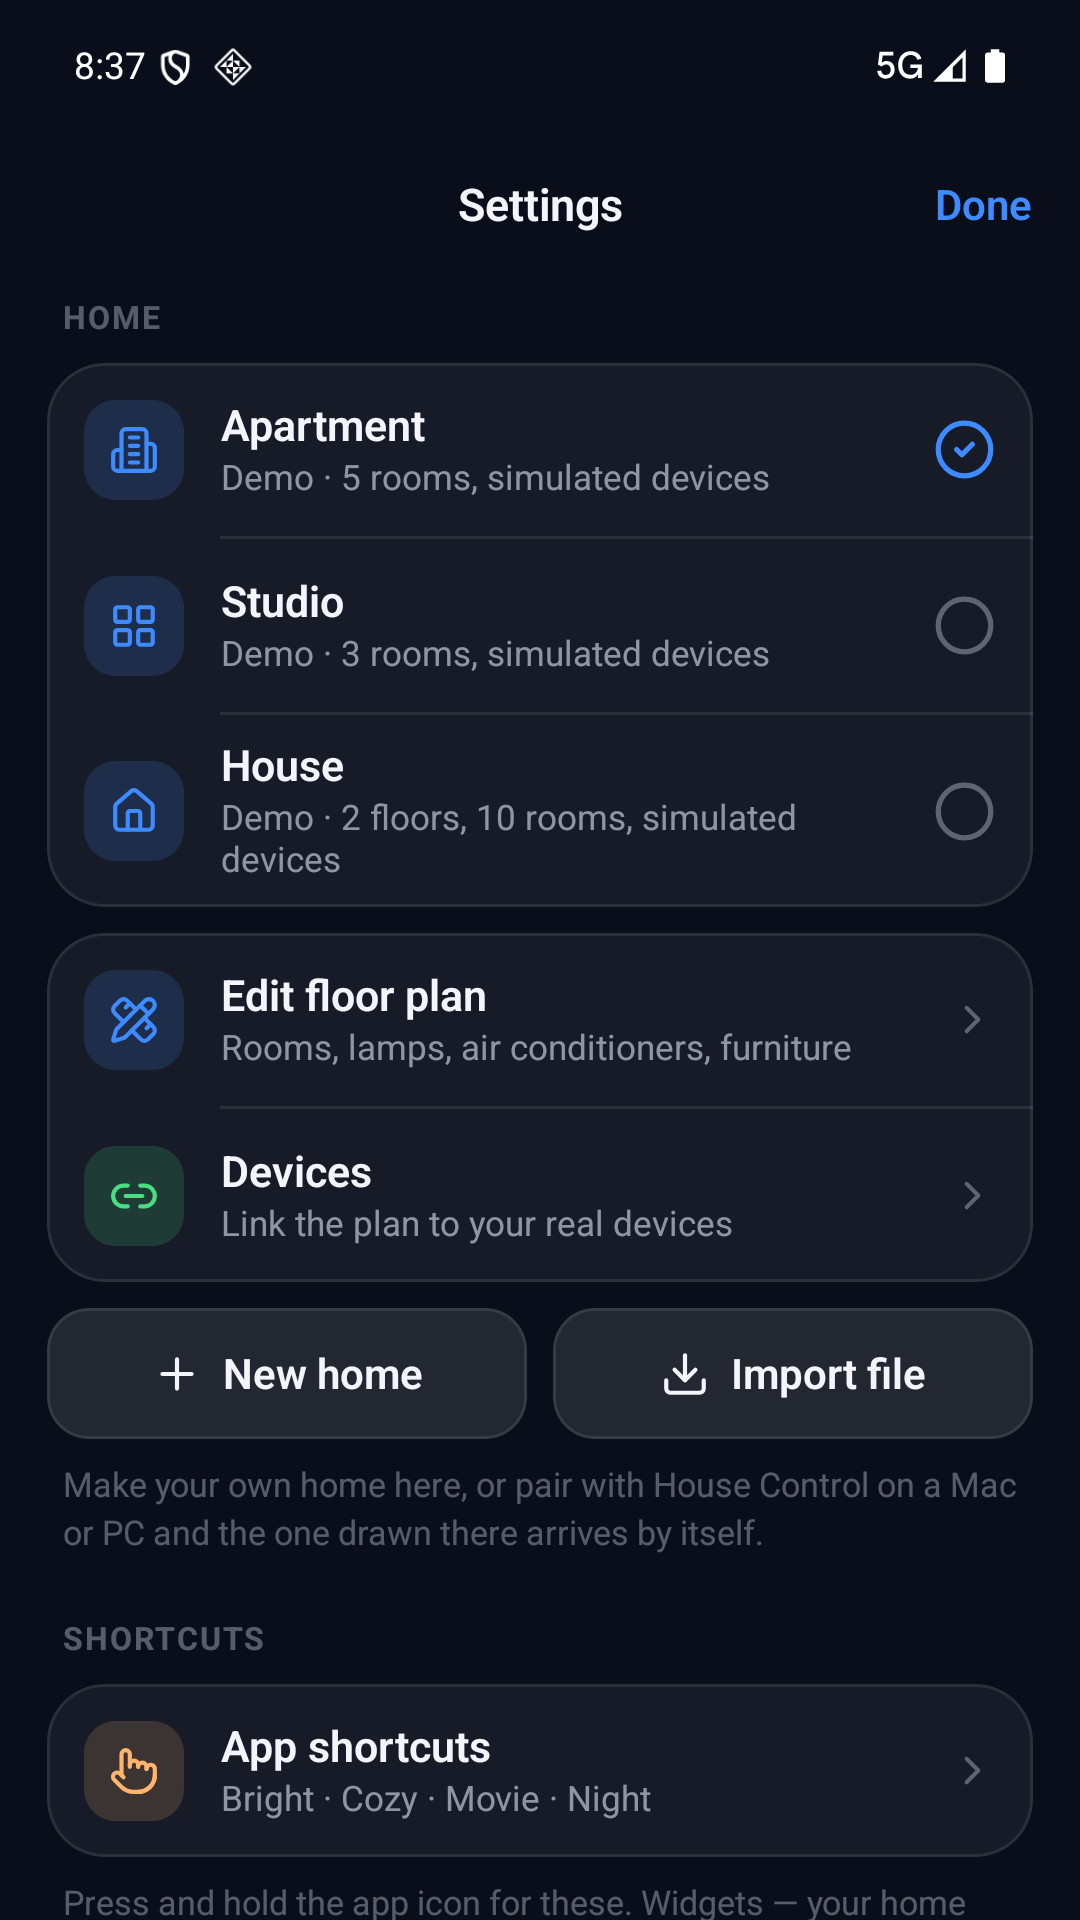 8:37
5G
Settings
Done
HOME
Apartment
Demo · 5 rooms, simulated devices
Studio
Demo · 3 rooms, simulated devices
House
Demo · 2 floors, 10 rooms, simulated
devices
Edit floor plan
Rooms, lamps, air conditioners, furniture
Devices
Link the plan to your real devices
New home
Import file
Make your own home here, or pair with House Control on a Mac
or PC and the one drawn there arrives by itself.
SHORTCUTS
App shortcuts
Bright · Cozy · Movie · Night
Press and hold the app icon for these. Widgets — your home